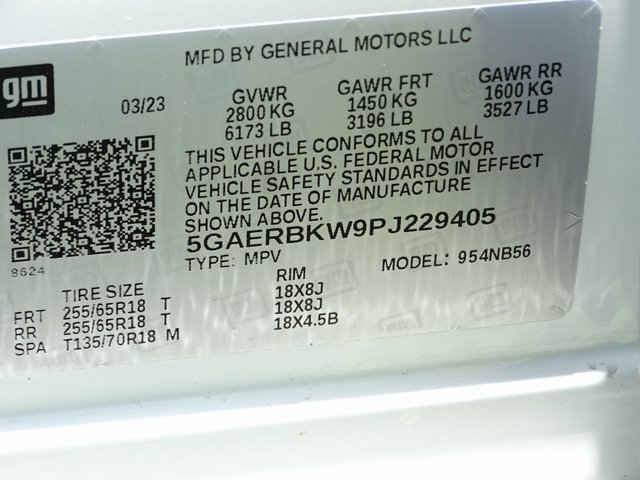 MFD BY GENERAL MOTORS LLC
gm
03/23
GVWR GAWR FRT GAWR RR
2800 KG 1450 KG 1600 KG
6173 LB 3196 LB 3527 LB
THIS VEHICLE CONFORMS TO ALL
APPLICABLE U.S. FEDERAL MOTOR
VEHICLE SAFETY STANDARDS IN EFFECT
ON THE DATE OF MANUFACTURE
SHOWN ABOVE.
5GAERBKW9PJ229405
8624
TYPE: MPV MODEL: 954NB56
TIRE SIZE RIM
FRT 255/65R18 T 18X8J
RR 255/65R18 T 18X8J
SPA T135/70R18 M 18X4.5B